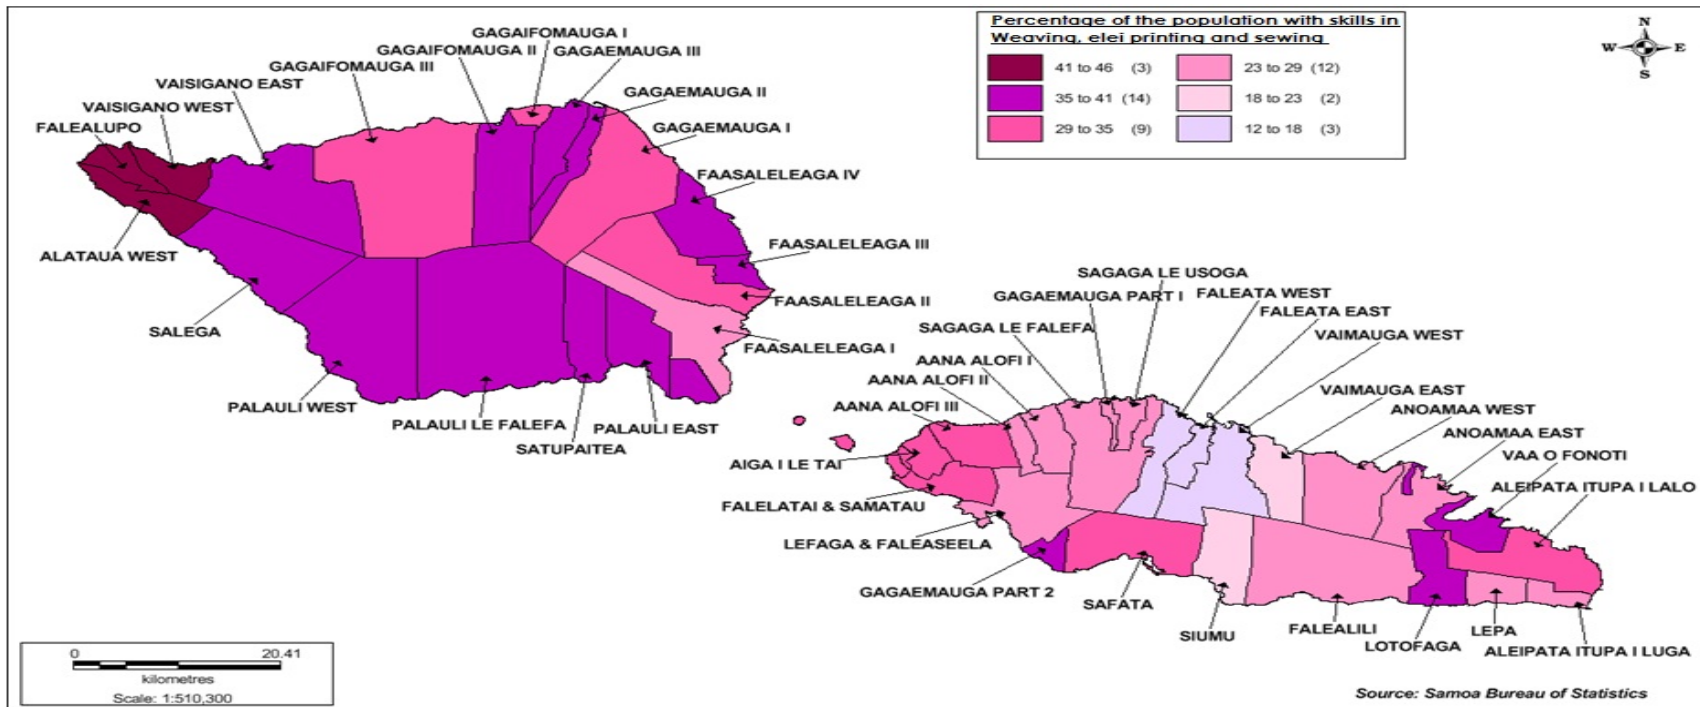 Percentage of the population with skills in
Weaving, elei printing and sewing
41 to 46 (3)
35 to 41 (14)
29 to 35 (9)
23 to 29 (12)
18 to 23 (2)
12 to 18 (3)
N
W E
S
GAGAIFOMAUGA I
GAGAIFOMAUGA II
GAGAEMAUGA III
GAGAIFOMAUGA III
VAISIGANO EAST
GAGAEMAUGA II
VAISIGANO WEST
FALEALUPO
GAGAEMAUGA I
FAASALELEAGA IV
ALATAUA WEST
FAASALELEAGA III
FAASALELEAGA II
SALEGA
FAASALELEAGA I
PALAULI WEST
PALAULI LE FALEFA
PALAULI EAST
SATUPAITEA
SAGAGA LE USOGA
GAGAEMAUGA PART I
FALEATA WEST
FALEATA EAST
SAGAGA LE FALEFA
VAIMAUGA WEST
AANA ALOFI I
AANA ALOFI II
VAIMAUGA EAST
AANA ALOFI III
ANOAMAA WEST
ANOAMAA EAST
VAA O FONOTI
AIGA I LE TAI
ALEIPATA ITUPA I LALO
FALELATAI & SAMATAU
LEFAGA & FALEASEELA
GAGAEMAUGA PART 2
SAFATA
SIUMU
FALEALILI
LOTOFAGA
LEPA
ALEIPATA ITUPA I LUGA
0 20.41
kilometres
Scale: 1:510,300
Source: Samoa Bureau of Statistics